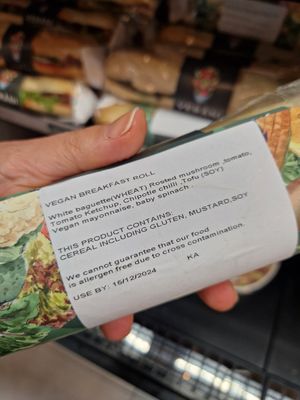 VEGAN BREAKFAST ROLL
White baguette(WHEAT) Rosted mushroom ,tomato,
Tomato Ketchup, chipotle chilli ,Tofu (SOY)
Vegan mayonnaise, baby spinach .
THIS PRODUCT CONTAINS
CEREAL INCLUDING GLUTEN, MUSTARD,SOY
We cannot guarantee that our food
is allergen free due to cross contamination.
USE BY: 16/12/2024 KA